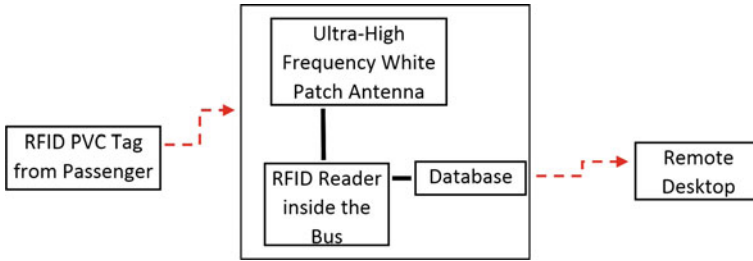 RFID PVC Tag
from Passenger
Ultra-High
Frequency White
Patch Antenna
RFID Reader
inside the
Bus
Database
Remote
Desktop